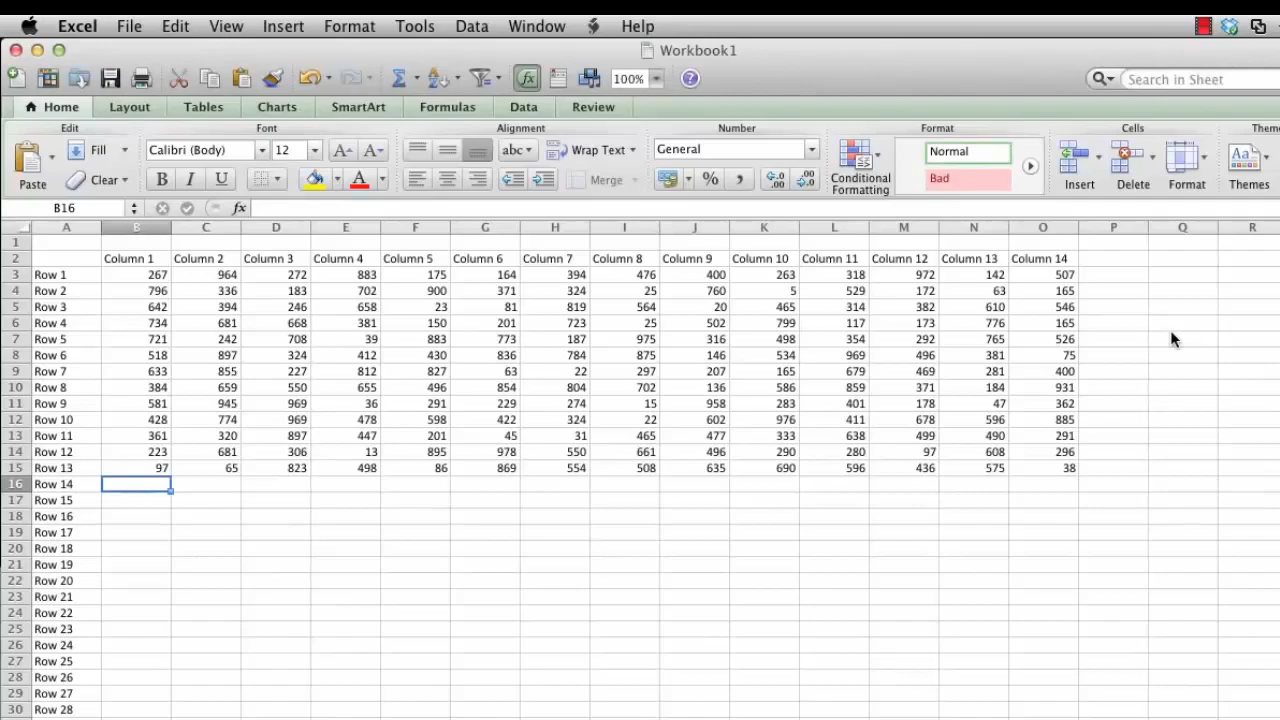 Excel File Edit View Insert Format Tools Data Window Help
Workbook1
100% Search in Sheet
Home Layout Tables Charts SmartArt Formulas Data Review
Edit Font Alignment Number Format Cells Them
Fill Calibri (Body) 12 A A abc Wrap Text General Normal
Paste Clear B I U A Merge % Conditional Formatting Bad Insert Delete Format Aa Themes
B16 fx
A B C D E F G H I J K L M N O P Q R
1
2 Column 1 Column 2 Column 3 Column 4 Column 5 Column 6 Column 7 Column 8 Column 9 Column 10 Column 11 Column 12 Column 13 Column 14
3 Row 1 267 964 272 883 175 164 394 476 400 263 318 972 142 507
4 Row 2 796 336 183 702 900 371 324 25 760 5 529 172 63 165
5 Row 3 642 394 246 658 23 81 819 564 20 465 314 382 610 546
6 Row 4 734 681 668 381 150 201 723 25 502 799 117 173 776 165
7 Row 5 721 242 708 39 883 773 187 975 316 498 354 292 765 526
8 Row 6 518 897 324 412 430 836 784 875 146 534 969 496 381 75
9 Row 7 633 855 227 812 827 63 22 297 207 165 679 469 281 400
10 Row 8 384 659 550 655 496 854 804 702 136 586 859 371 184 931
11 Row 9 581 945 969 36 291 229 274 15 958 283 401 178 47 362
12 Row 10 428 774 969 478 598 422 324 22 602 976 411 678 596 885
13 Row 11 361 320 897 447 201 45 31 465 477 333 638 499 490 291
14 Row 12 223 681 306 13 895 978 550 661 496 290 280 97 608 296
15 Row 13 97 65 823 498 86 869 554 508 635 690 596 436 575 38
16 Row 14
17 Row 15
18 Row 16
19 Row 17
20 Row 18
21 Row 19
22 Row 20
23 Row 21
24 Row 22
25 Row 23
26 Row 24
27 Row 25
28 Row 26
29 Row 27
30 Row 28